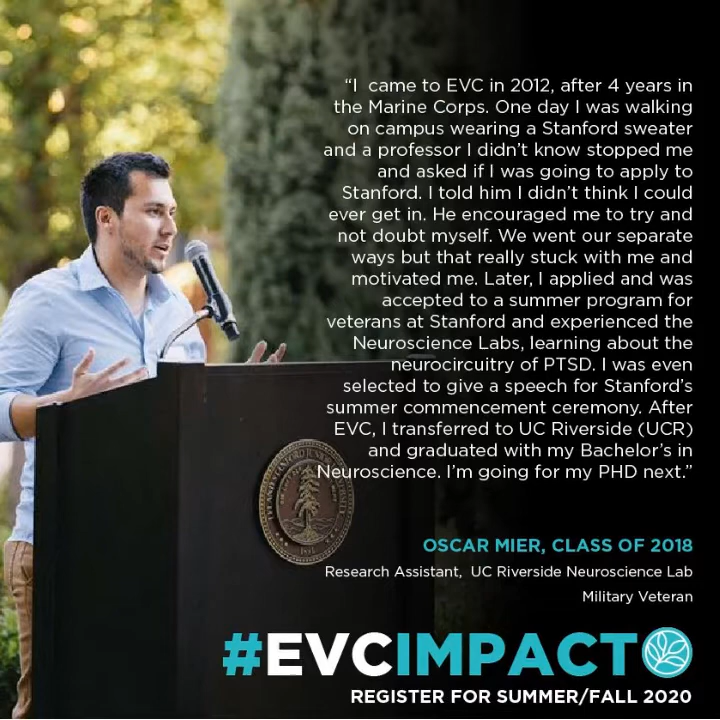 “I came to EVC in 2012, after 4 years in
the Marine Corps. One day I was walking
on campus wearing a Stanford sweater
and a professor I didn’t know stopped me
and asked if I was going to apply to
Stanford. I told him I didn’t think I could
ever get in. He encouraged me to try and
not doubt myself. We went our separate
ways but that really stuck with me and
motivated me. Later, I applied and was
accepted to a summer program for
veterans at Stanford and experienced the
Neuroscience Labs, learning about the
neurocircuitry of PTSD. I was even
selected to give a speech for Stanford’s
summer commencement ceremony. After
EVC, I transferred to UC Riverside (UCR)
and graduated with my Bachelor’s in
Neuroscience. I’m going for my PHD next.”
OSCAR MIER, CLASS OF 2018
Research Assistant, UC Riverside Neuroscience Lab
Military Veteran
#EVCIMPACT
REGISTER FOR SUMMER/FALL 2020